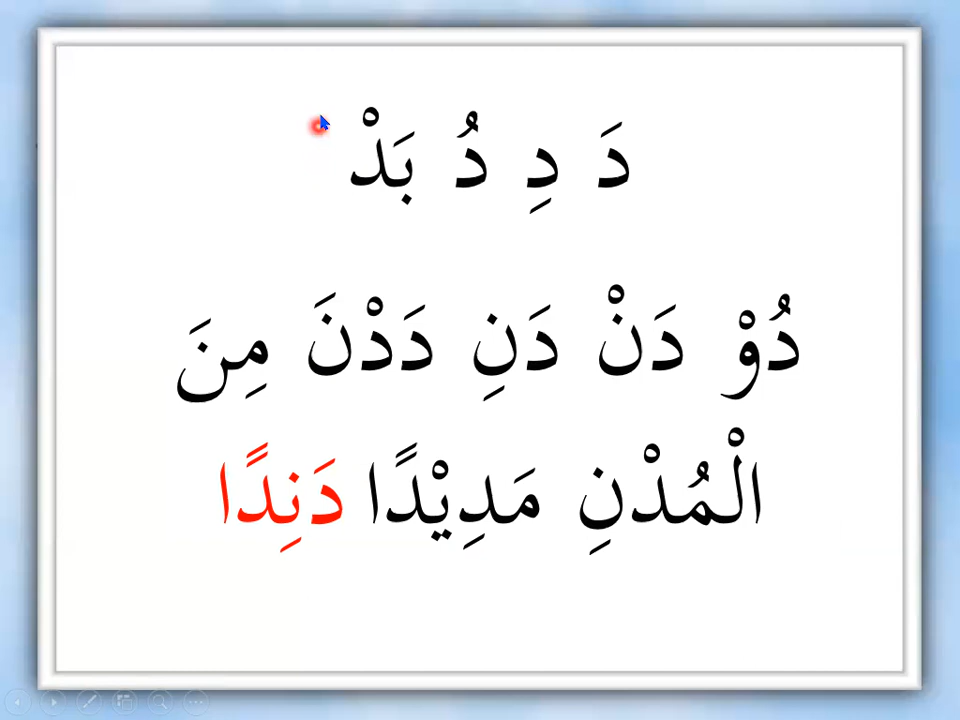 دَ دِ دُ بَدْ
دُوْ دَنْ دَنِ دَدْنَ مِنَ
الْمُدْنِ مَدِيْدًا دَنِدًا